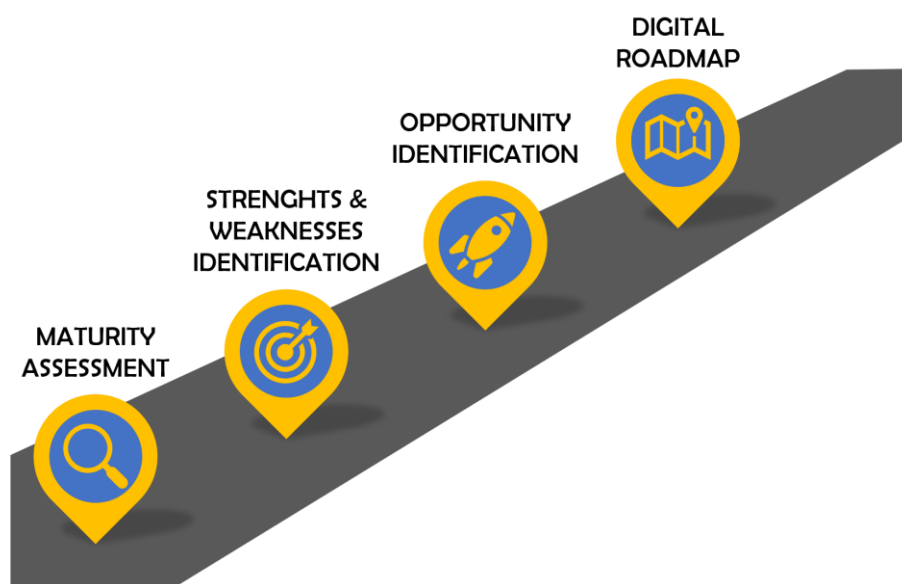 MATURITY
ASSESSMENT
STRENGHTS &
WEAKNESSES
IDENTIFICATION
OPPORTUNITY
IDENTIFICATION
DIGITAL
ROADMAP